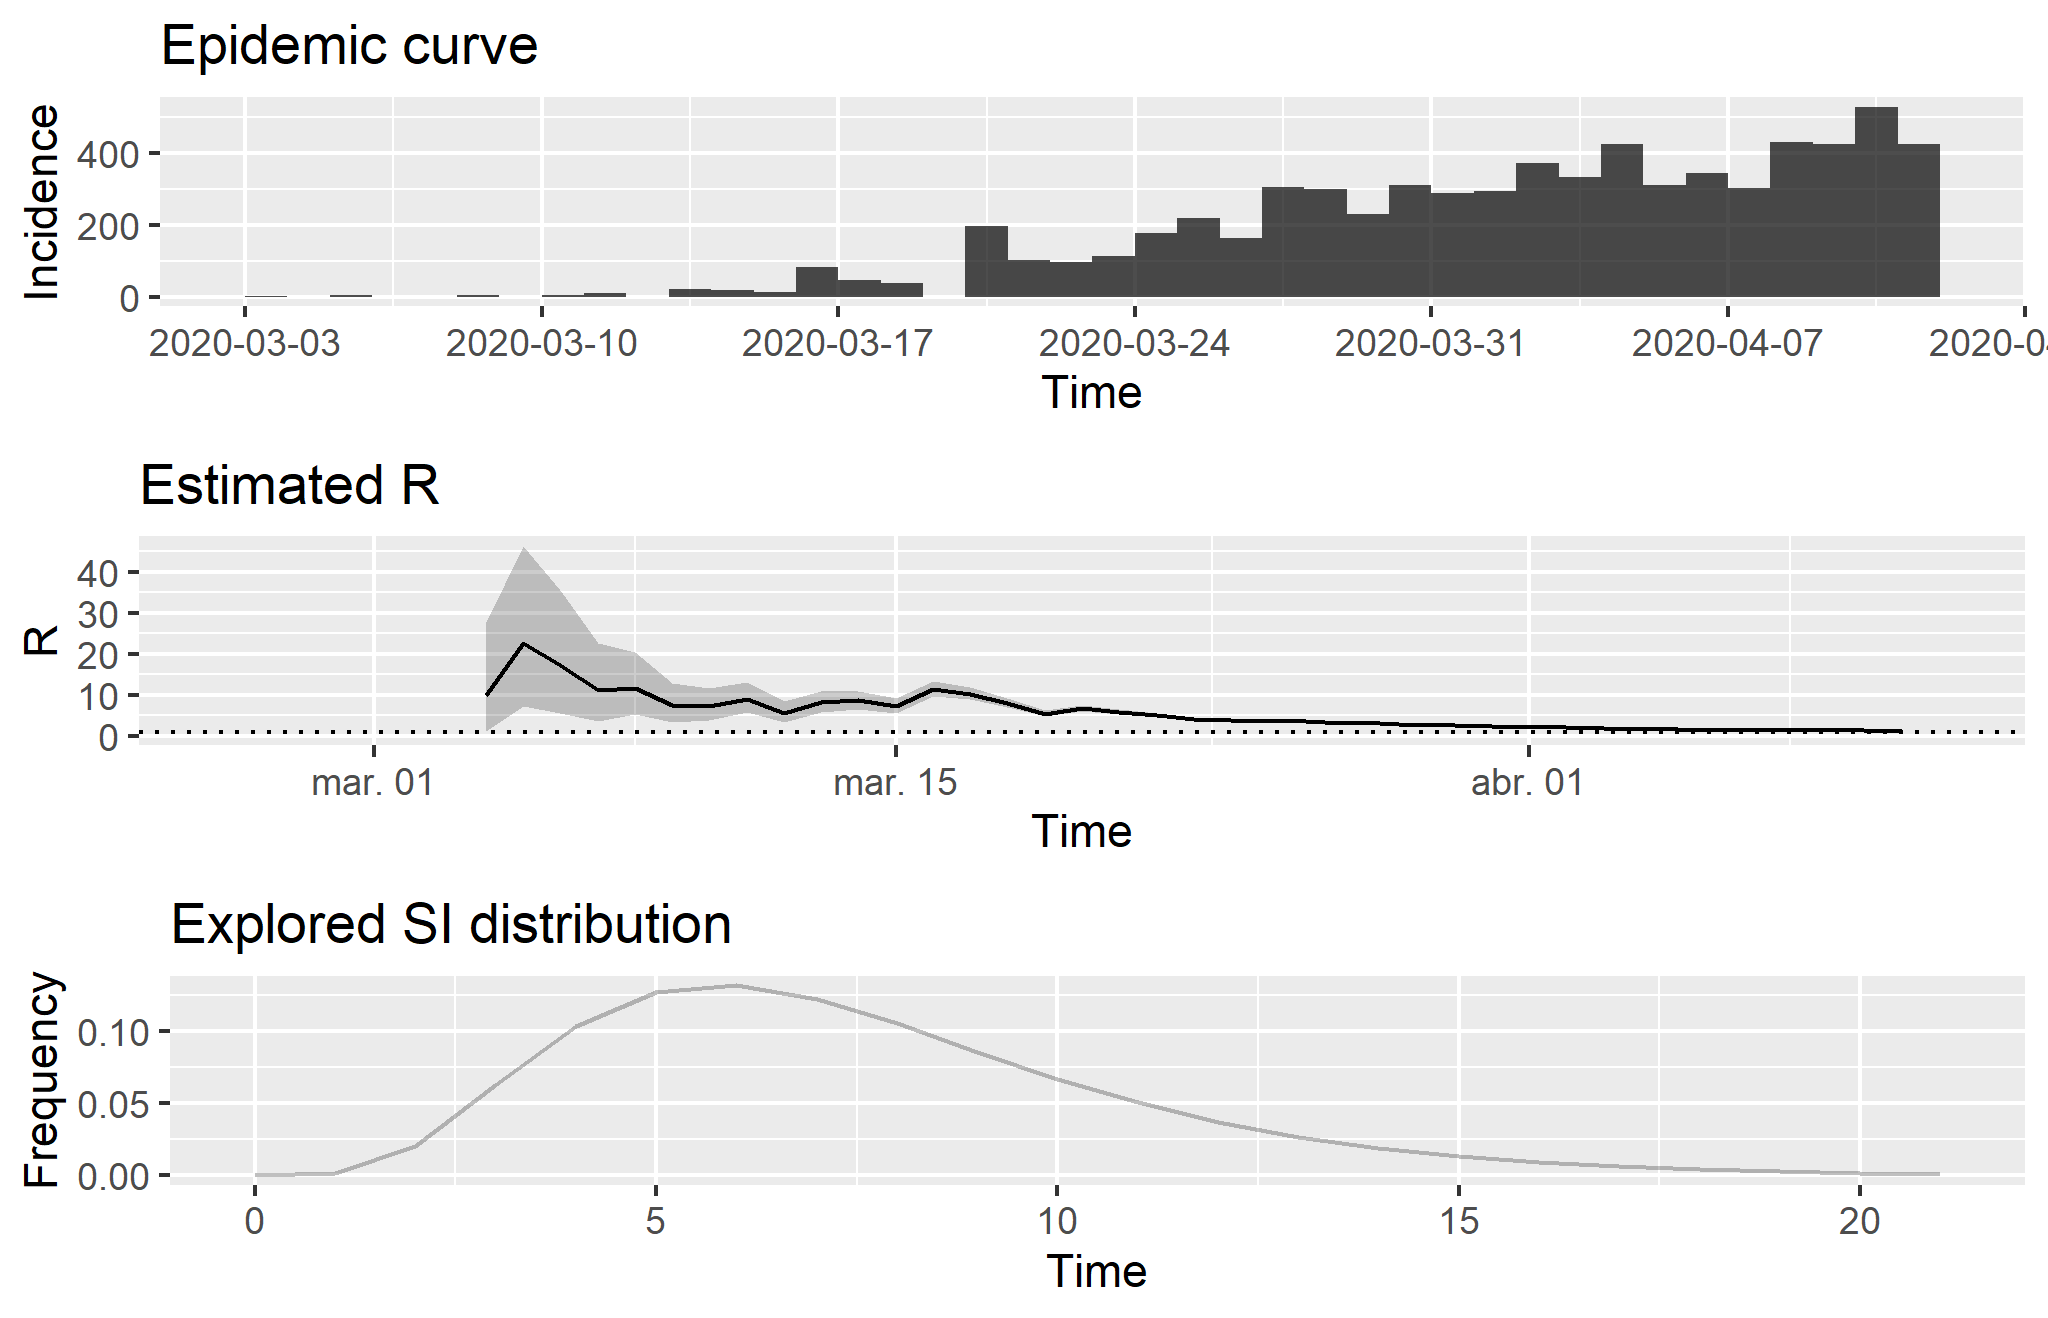 Epidemic curve
Incidence
400
200
0
2020-03-03 2020-03-10 2020-03-17 2020-03-24 2020-03-31 2020-04-07 2020-04
Time
Estimated R
R
40
30
20
10
0
mar. 01 mar. 15 abr. 01
Time
Explored SI distribution
Frequency
0.10
0.05
0.00
0 5 10 15 20
Time